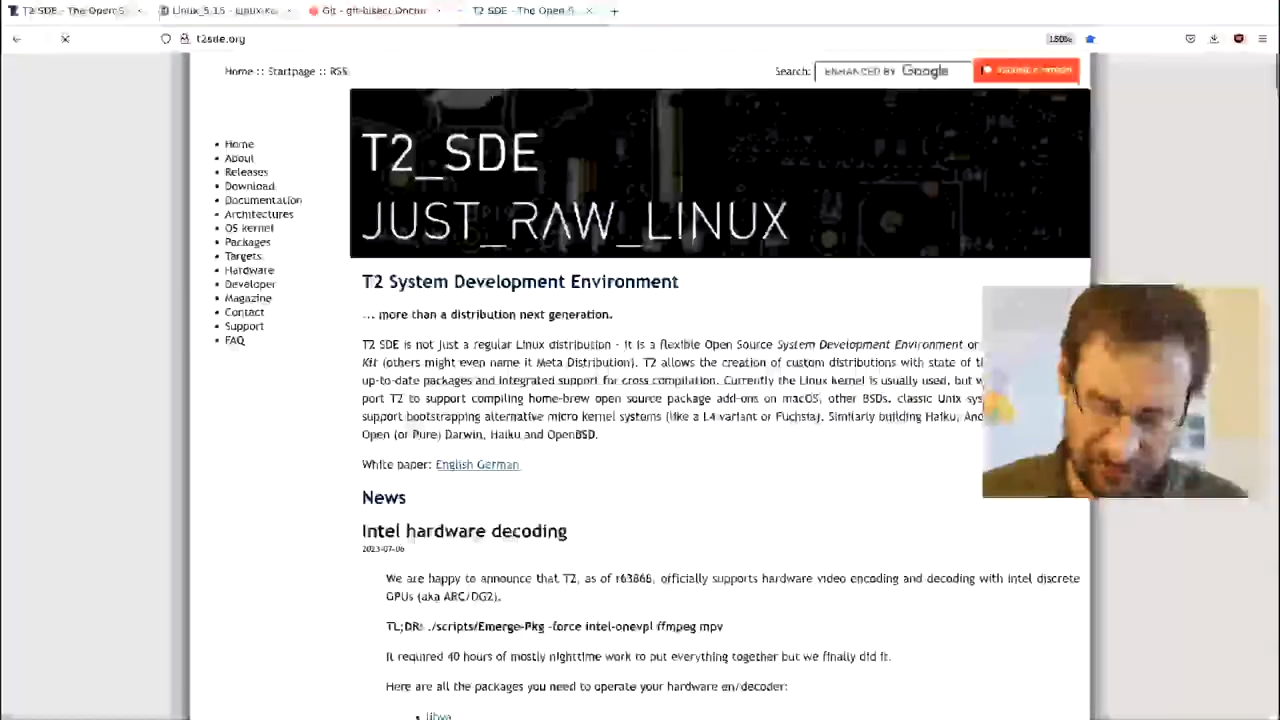 T2 SDE - The Open S
Linux_5.15 - Linux Ke
Git - git-bisect Docum
T2 SDE - The Open S
t2sde.org
150%
Home :: Startpage :: RSS
Search:
ENHANCED BY Google
T2_SDE
JUST_RAW_LINUX
Home
About
Releases
Download
Documentation
Architectures
OS kernel
Packages
Targets
Hardware
Developer
Magazine
Contact
Support
FAQ
T2 System Development Environment
... more than a distribution next generation.
T2 SDE is not just a regular Linux distribution - it is a flexible Open Source System Development Environment or
Kit (others might even name it Meta Distribution). T2 allows the creation of custom distributions with state of t
up-to-date packages and integrated support for cross compilation. Currently the Linux kernel is usually used, but w
port T2 to support compiling home-brew open source package add-ons on macOS, other BSDs. classic Unix sys
support bootstrapping alternative micro kernel systems (like a L4 variant or Fuchsia). Similarly building Haiku, And
Open (or Pure) Darwin, Haiku and OpenBSD.
White paper: English German
News
Intel hardware decoding
2023-07-06
We are happy to announce that T2, as of r63868, officially supports hardware video encoding and decoding with intel discrete
GPUs (aka ARC/DG2).
TL;DR: ./scripts/Emerge-Pkg -force intel-onevpl ffmpeg mpv
It required 40 hours of mostly nighttime work to put everything together but we finally did it.
Here are all the packages you need to operate your hardware en/decoder:
libva